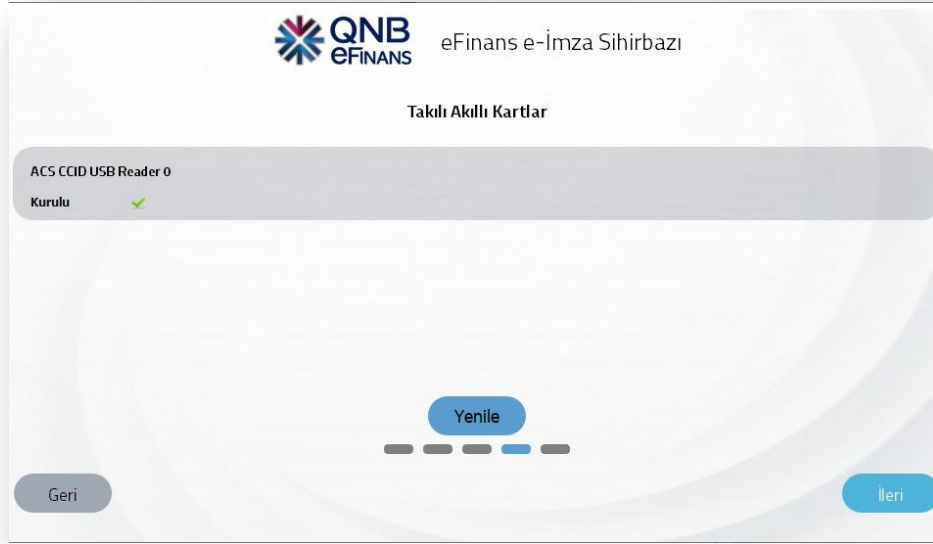 QNB
eFinans
eFinans e-İmza Sihirbazı
Takılı Akıllı Kartlar
ACS CCID USB Reader 0
Kurulu
Yenile
Geri
İleri